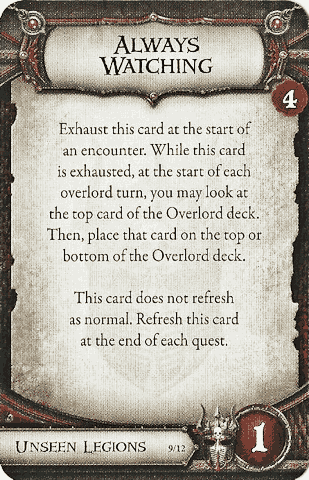 ALWAYS
WATCHING
4
Exhaust this card at the start of
an encounter. While this card
is exhausted, at the start of each
overlord turn, you may look at
the top card of the Overlord deck.
Then, place that card on the top or
bottom of the Overlord deck.
This card does not refresh
as normal. Refresh this card
at the end of each quest.
UNSEEN LEGIONS 9/12 1